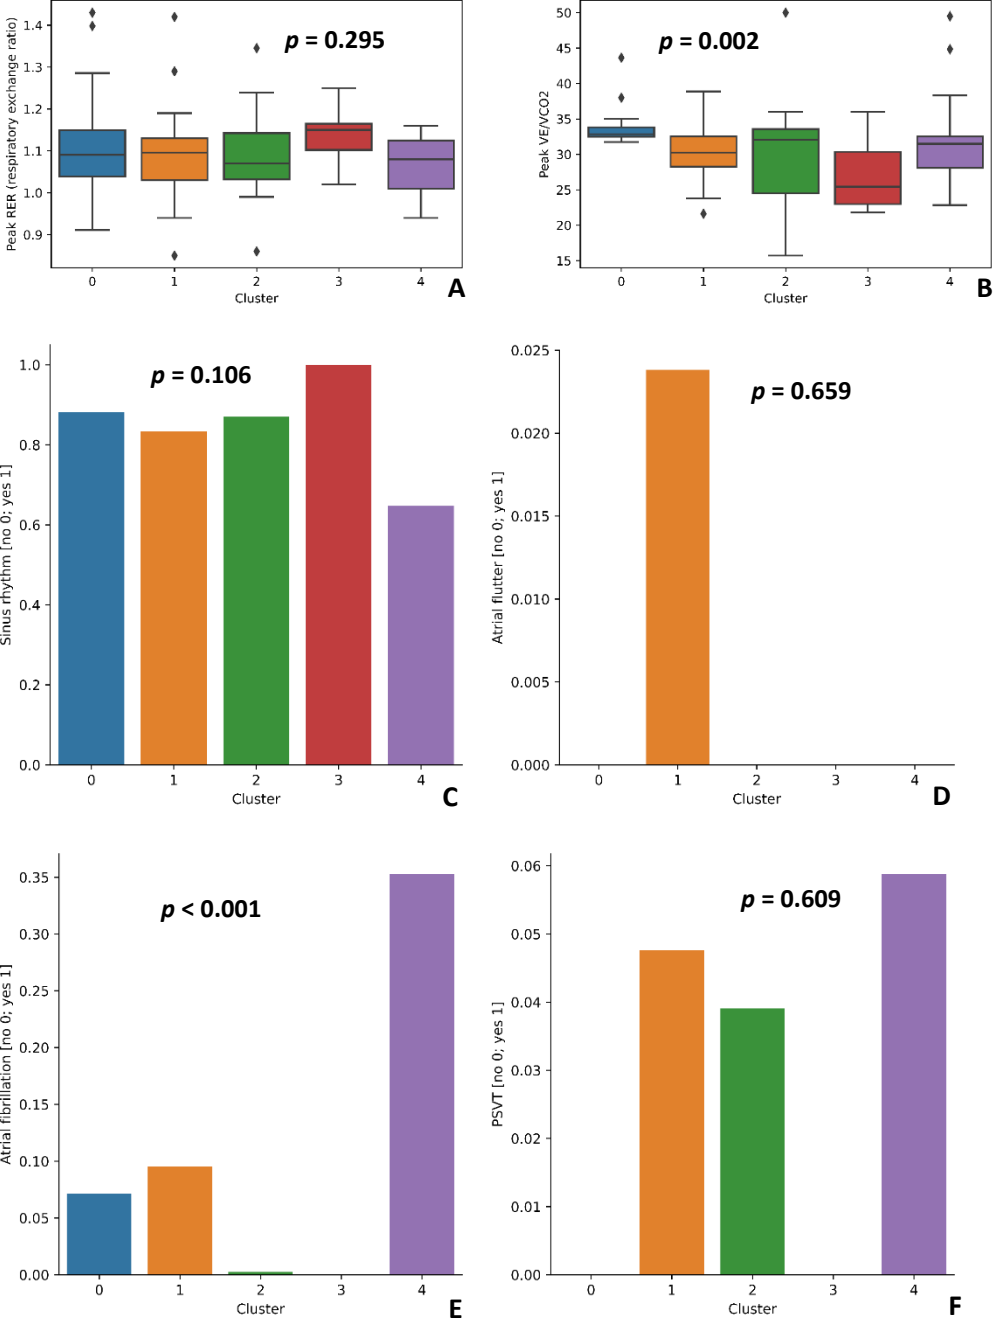 Peak RER (respiratory exchange ratio)
1.4
1.3
1.2
1.1
1.0
0.9
p = 0.295
0 1 2 3 4
Cluster
A
Peak VE/VCO2
50
45
40
35
30
25
20
15
p = 0.002
0 1 2 3 4
Cluster
B
Sinus rhythm [no 0; yes 1]
1.0
0.8
0.6
0.4
0.2
0.0
p = 0.106
0 1 2 3 4
Cluster
C
Atrial flutter [no 0; yes 1]
0.025
0.020
0.015
0.010
0.005
0.000
p = 0.659
0 1 2 3 4
Cluster
D
Atrial fibrillation [no 0; yes 1]
0.35
0.30
0.25
0.20
0.15
0.10
0.05
0.00
p < 0.001
0 1 2 3 4
Cluster
E
PSVT [no 0; yes 1]
0.06
0.05
0.04
0.03
0.02
0.01
0.00
p = 0.609
0 1 2 3 4
Cluster
F